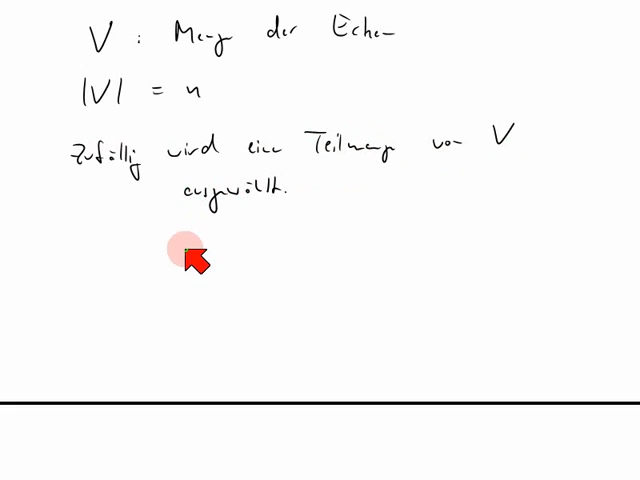 V : Menge der Ecken
|V| = n
Zufällig wird eine Teilmenge von V
ausgewählt.